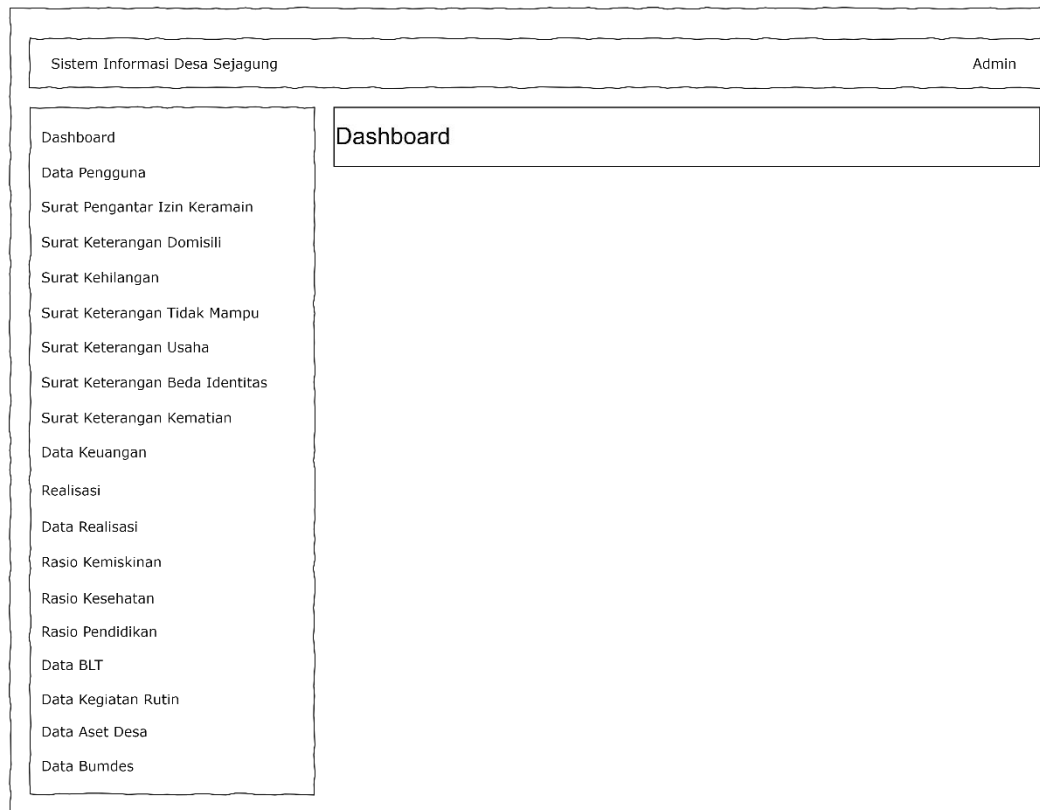 Sistem Informasi Desa Sejagung
Admin
Dashboard
Data Pengguna
Surat Pengantar Izin Keramain
Surat Keterangan Domisili
Surat Kehilangan
Surat Keterangan Tidak Mampu
Surat Keterangan Usaha
Surat Keterangan Beda Identitas
Surat Keterangan Kematian
Data Keuangan
Realisasi
Data Realisasi
Rasio Kemiskinan
Rasio Kesehatan
Rasio Pendidikan
Data BLT
Data Kegiatan Rutin
Data Aset Desa
Data Bumdes
Dashboard